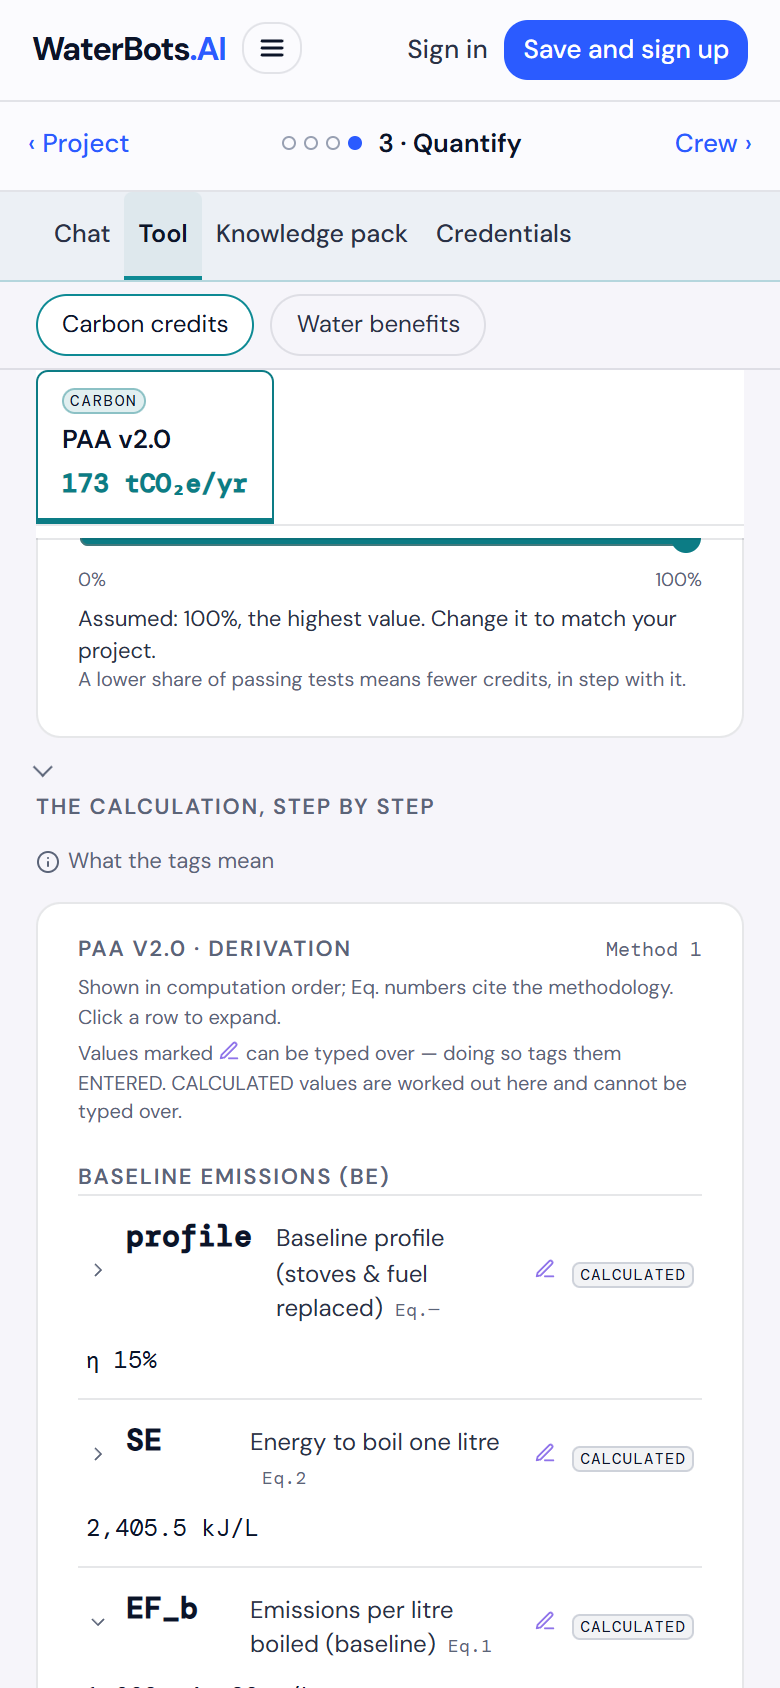 WaterBots.AI
Sign in
Save and sign up
‹ Project
3 · Quantify
Crew ›
Chat
Tool
Knowledge pack
Credentials
Carbon credits
Water benefits
CARBON
PAA v2.0
173 tCO₂e/yr
0%
100%
Assumed: 100%, the highest value. Change it to match your
project.
A lower share of passing tests means fewer credits, in step with it.
THE CALCULATION, STEP BY STEP
What the tags mean
PAA V2.0 · DERIVATION
Method 1
Shown in computation order; Eq. numbers cite the methodology.
Click a row to expand.
Values marked can be typed over — doing so tags them
ENTERED. CALCULATED values are worked out here and cannot be
typed over.
BASELINE EMISSIONS (BE)
profile
Baseline profile
(stoves & fuel
replaced) Eq.—
CALCULATED
η 15%
SE
Energy to boil one litre
Eq.2
CALCULATED
2,405.5 kJ/L
EF_b
Emissions per litre
boiled (baseline) Eq.1
CALCULATED